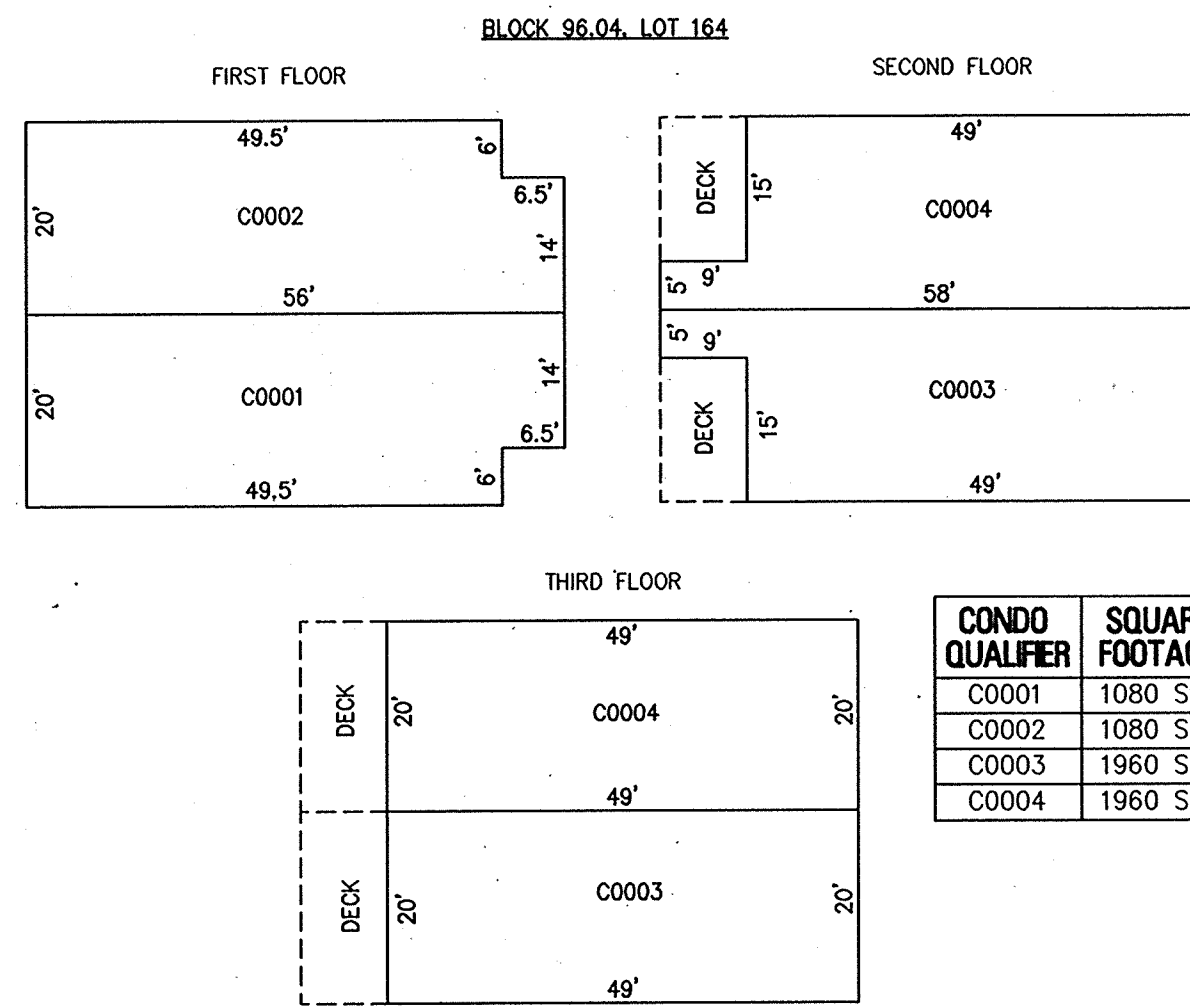 BLOCK 96.04, LOT 164
FIRST FLOOR
49.5'
6'
6.5'
20'
C0002
14'
56'
20'
C0001
14'
6.5'
6'
49.5'
SECOND FLOOR
49'
DECK
15'
C0004
5'
9'
58'
5'
9'
C0003
DECK
15'
49'
THIRD FLOOR
49'
DECK
20'
C0004
20'
49'
DECK
20'
C0003
20'
49'
CONDO QUALIFIER
C0001 1080 S
C0002 1080 S
C0003 1960 S
C0004 1960 S